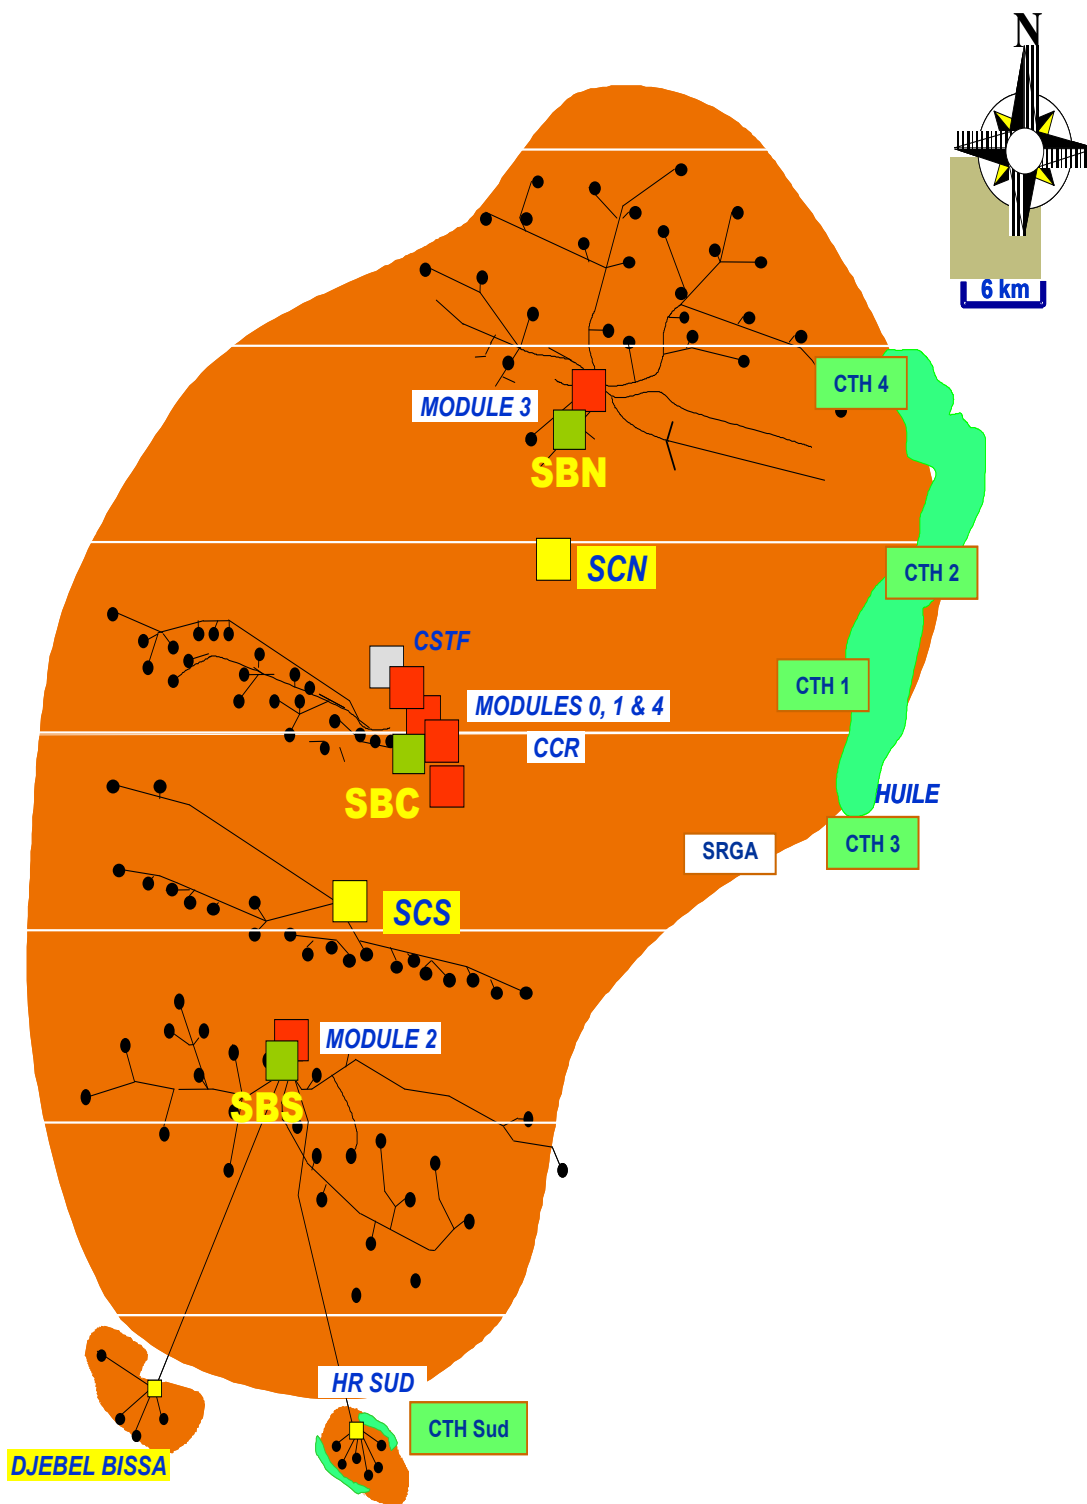 N
6 km
CTH 4
MODULE 3
SBN
SCN
CTH 2
CSTF
CTH 1
MODULES 0, 1 & 4
CCR
SBC
HUILE
CTH 3
SRGA
SCS
MODULE 2
SBS
HR SUD
CTH Sud
DJEBEL BISSA